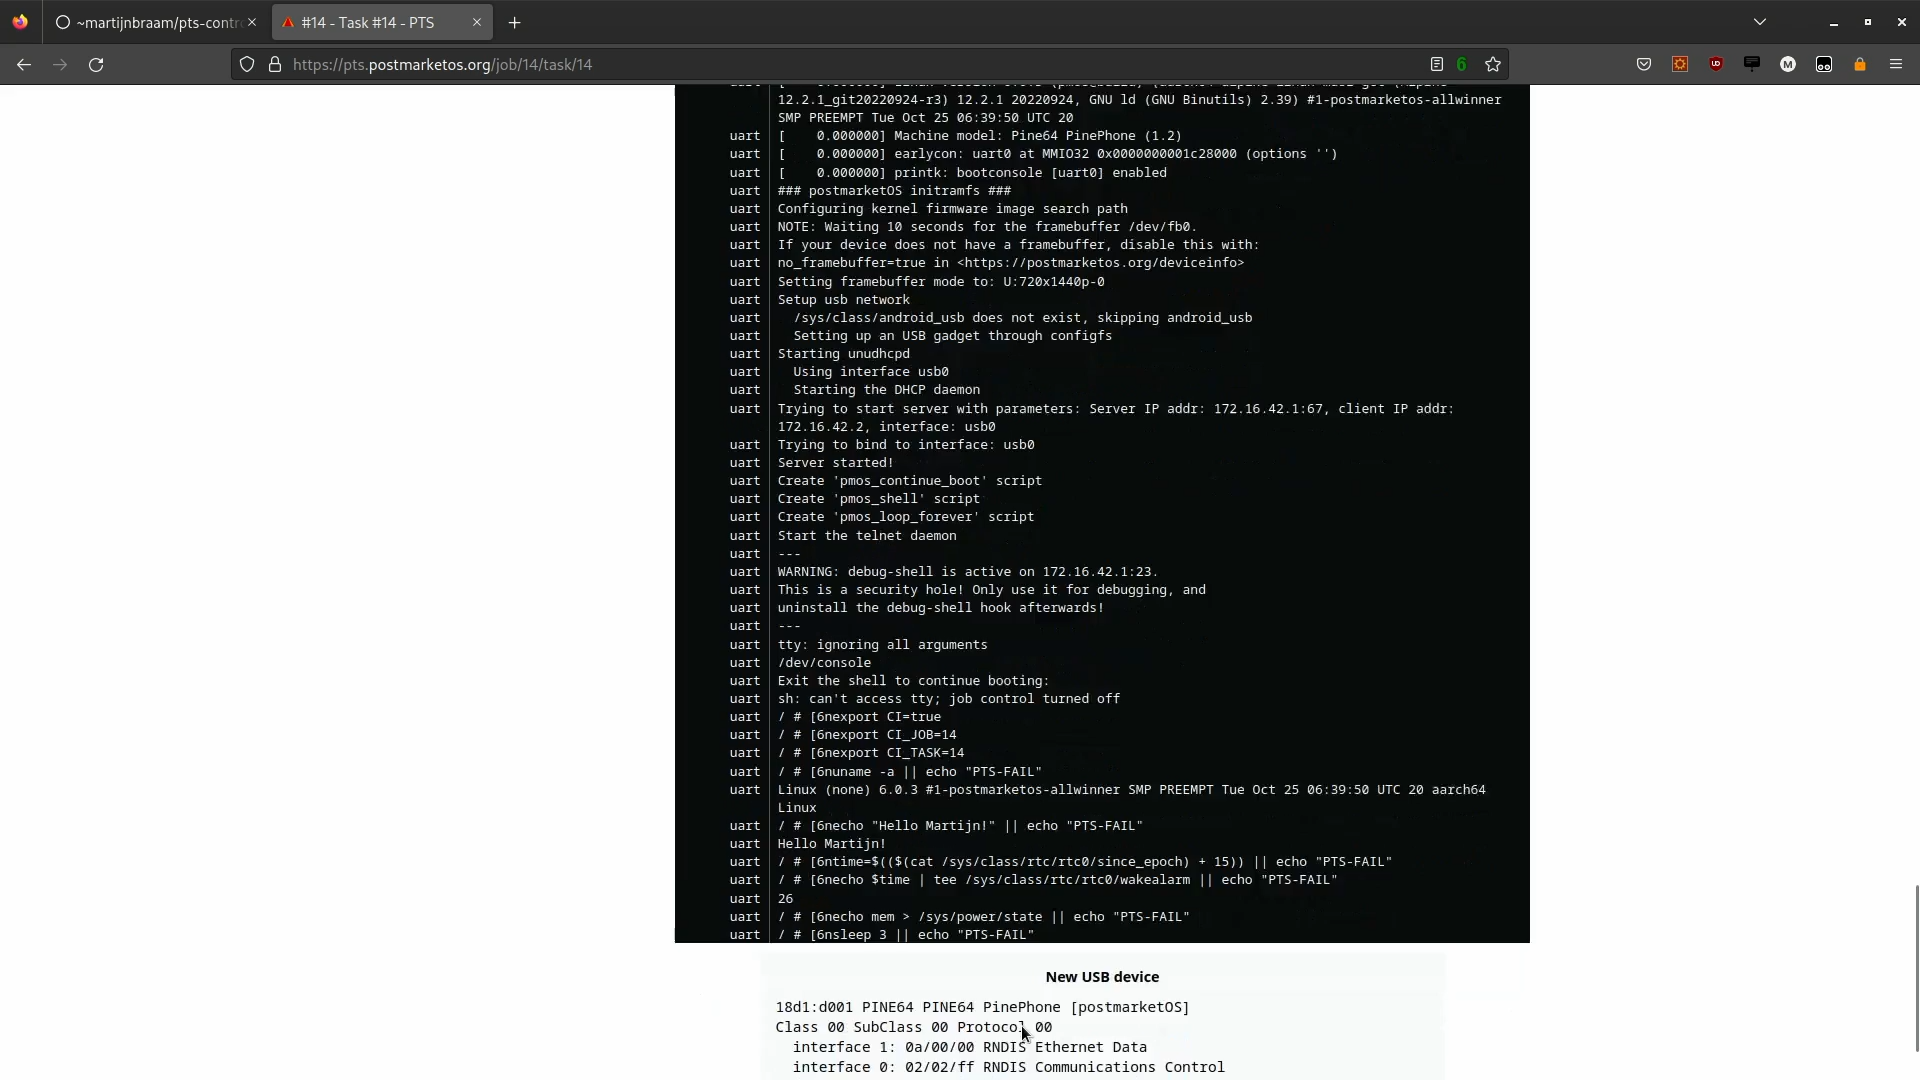 ~martijnbraam/pts-contr
#14 - Task #14 - PTS
https://pts.postmarketos.org/job/14/task/14
6
uart [ 0.000000] Linux version 6.0.3
12.2.1_git20220924-r3) 12.2.1 20220924, GNU ld (GNU Binutils) 2.39) #1-postmarketos-allwinner
SMP PREEMPT Tue Oct 25 06:39:50 UTC 20
uart [    0.000000] Machine model: Pine64 PinePhone (1.2)
uart [    0.000000] earlycon: uart0 at MMIO32 0x0000000001c28000 (options '')
uart [    0.000000] printk: bootconsole [uart0] enabled
uart ### postmarketOS initramfs ###
uart Configuring kernel firmware image search path
uart NOTE: Waiting 10 seconds for the framebuffer /dev/fb0.
uart If your device does not have a framebuffer, disable this with:
uart no_framebuffer=true in <https://postmarketos.org/deviceinfo>
uart Setting framebuffer mode to: U:720x1440p-0
uart Setup usb network
uart   /sys/class/android_usb does not exist, skipping android_usb
uart   Setting up an USB gadget through configfs
uart Starting unudhcpd
uart   Using interface usb0
uart   Starting the DHCP daemon
uart Trying to start server with parameters: Server IP addr: 172.16.42.1:67, client IP addr:
172.16.42.2, interface: usb0
uart Trying to bind to interface: usb0
uart Server started!
uart Create 'pmos_continue_boot' script
uart Create 'pmos_shell' script
uart Create 'pmos_loop_forever' script
uart Start the telnet daemon
uart ---
uart WARNING: debug-shell is active on 172.16.42.1:23.
uart This is a security hole! Only use it for debugging, and
uart uninstall the debug-shell hook afterwards!
uart ---
uart tty: ignoring all arguments
uart /dev/console
uart Exit the shell to continue booting:
uart sh: can't access tty; job control turned off
uart / # [6nexport CI=true
uart / # [6nexport CI_JOB=14
uart / # [6nexport CI_TASK=14
uart / # [6nuname -a || echo "PTS-FAIL"
uart Linux (none) 6.0.3 #1-postmarketos-allwinner SMP PREEMPT Tue Oct 25 06:39:50 UTC 20 aarch64
Linux
uart / # [6necho "Hello Martijn!" || echo "PTS-FAIL"
uart Hello Martijn!
uart / # [6ntime=$(($(cat /sys/class/rtc/rtc0/since_epoch) + 15)) || echo "PTS-FAIL"
uart / # [6necho $time | tee /sys/class/rtc/rtc0/wakealarm || echo "PTS-FAIL"
uart 26
uart / # [6necho mem > /sys/power/state || echo "PTS-FAIL"
uart / # [6nsleep 3 || echo "PTS-FAIL"
New USB device
18d1:d001 PINE64 PINE64 PinePhone [postmarketOS]
Class 00 SubClass 00 Protocol 00
interface 1: 0a/00/00 RNDIS Ethernet Data
interface 0: 02/02/ff RNDIS Communications Control